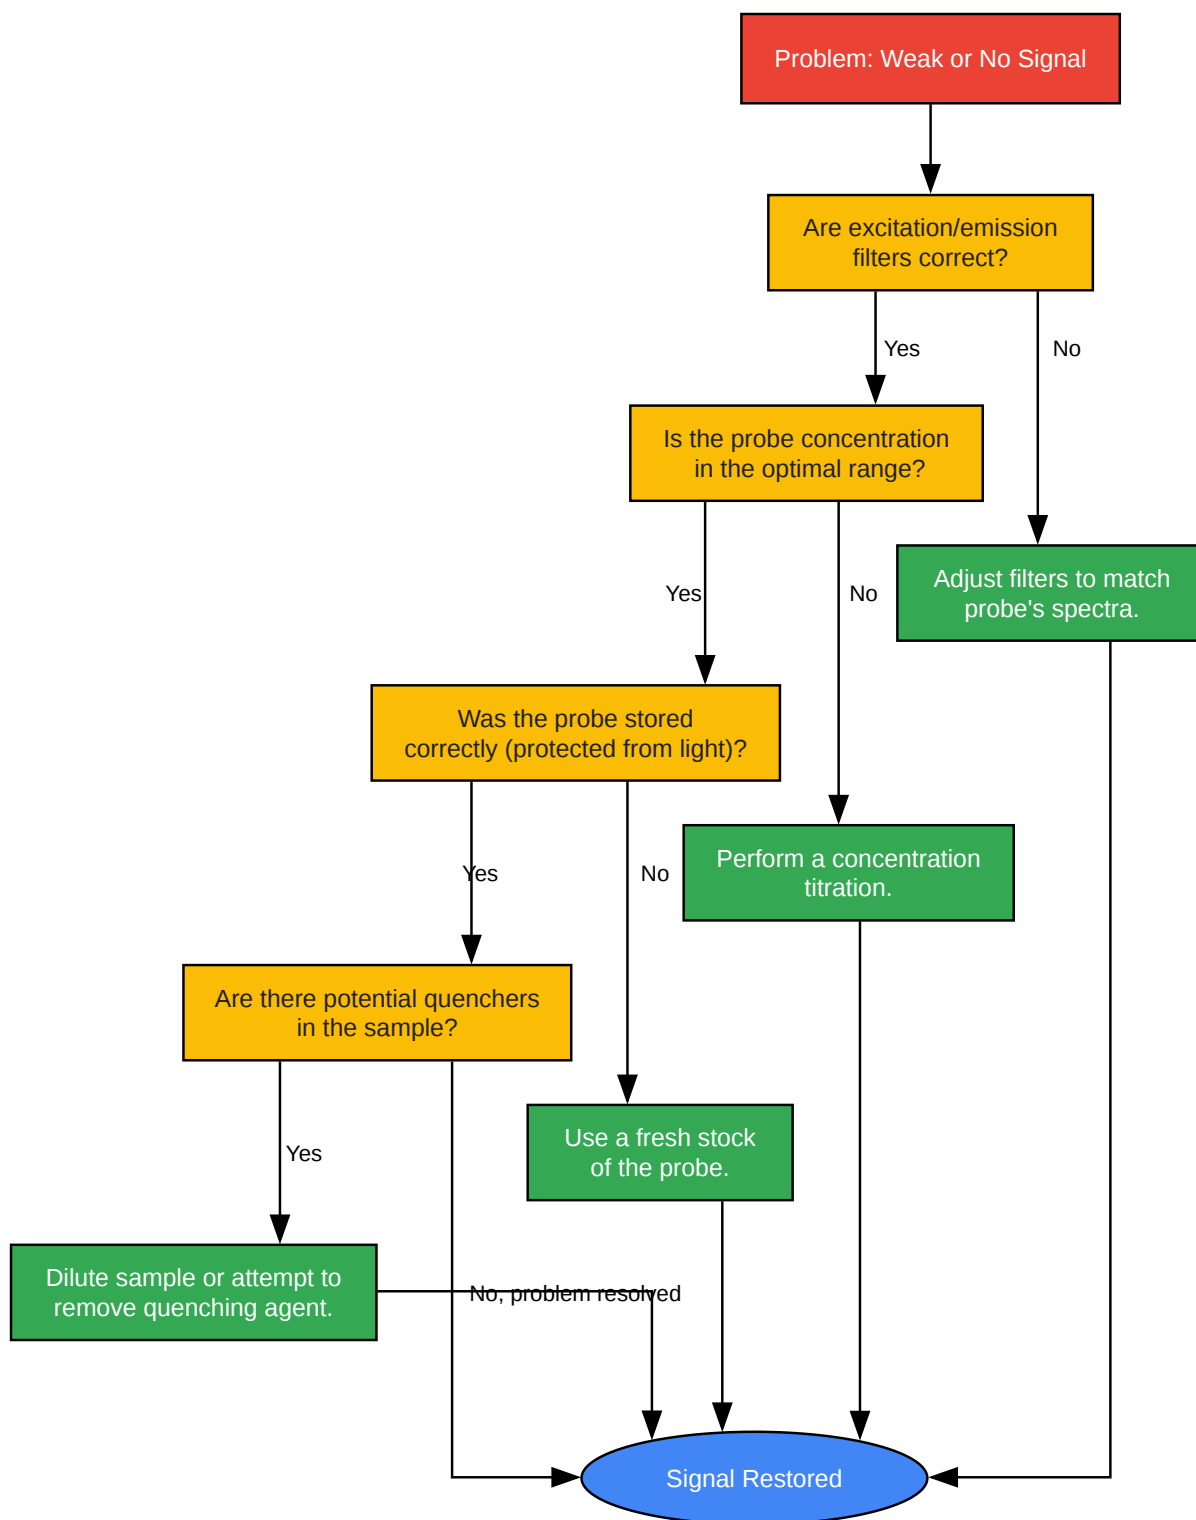 Problem: Weak or No Signal
Are excitation/emission
filters correct?
Yes
No
Is the probe concentration
in the optimal range?
Adjust filters to match
probe's spectra.
Yes
No
Was the probe stored
correctly (protected from light)?
Perform a concentration
titration.
Yes
No
Are there potential quenchers
in the sample?
Use a fresh stock
of the probe.
Yes
Dilute sample or attempt to
remove quenching agent.
No, problem resolved
Signal Restored